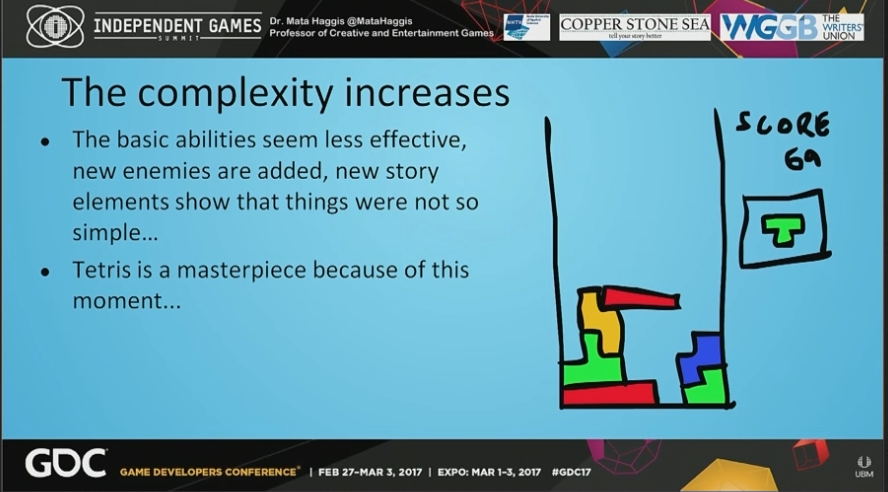 INDEPENDENT GAMES
SUMMIT
Dr. Mata Haggis @MataHaggis
Professor of Creative and Entertainment Games
COPPER STONE SEA
tell your story better
WGGB
THE
WRITERS'
UNION
The complexity increases
• The basic abilities seem less effective,
new enemies are added, new story
elements show that things were not so
simple...
• Tetris is a masterpiece because of this
moment...
SCORE
69
GDC
GAME DEVELOPERS CONFERENCE® | FEB 27–MAR 3, 2017 | EXPO: MAR 1–3, 2017 #GDC17
UBM